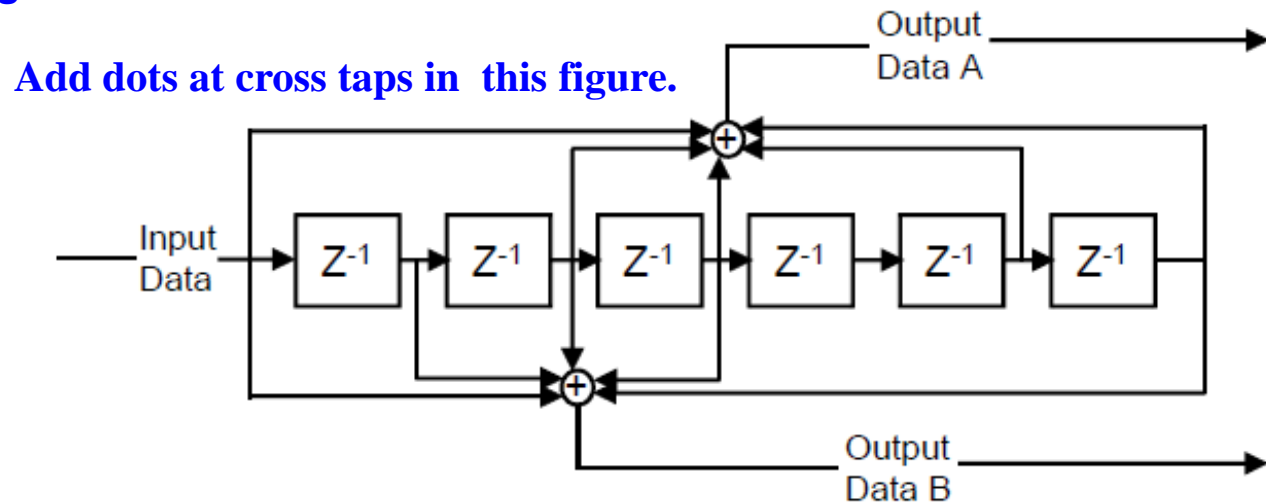 Output
Data A
Add dots at cross taps in this figure.
+
Input
Data
Z-1 Z-1 Z-1 Z-1 Z-1 Z-1
+
Output
Data B